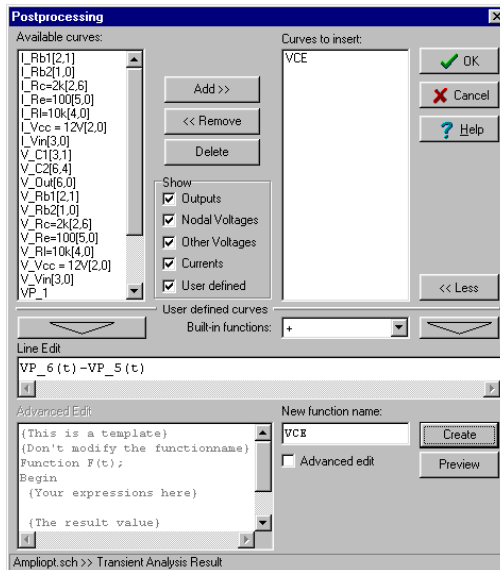 Postprocessing
Available curves:
I_Rb1[2,1]
I_Rb2[1,0]
I_Rc=2k[2,6]
I_Re=100[5,0]
I_Rl=10k[4,0]
I_Vcc = 12V[2,0]
I_Vin[3,0]
V_C1[3,1]
V_C2[6,4]
V_Out[6,0]
V_Rb1[2,1]
V_Rb2[1,0]
V_Rc=2k[2,6]
V_Re=100[5,0]
V_Rl=10k[4,0]
V_Vcc = 12V[2,0]
V_Vin[3,0]
VP_1
Add >>
<< Remove
Delete
Show
Outputs
Nodal Voltages
Other Voltages
Currents
User defined
Curves to insert:
VCE
OK
Cancel
? Help
<< Less
User defined curves
Built-in functions:
+
Line Edit
VP_6(t)-VP_5(t)
Advanced Edit
{This is a template}
{Don't modify the functionname}
Function F(t);
Begin
{Your expressions here}
{The result value}
New function name:
VCE
Advanced edit
Create
Preview
Ampliopt.sch >> Transient Analysis Result